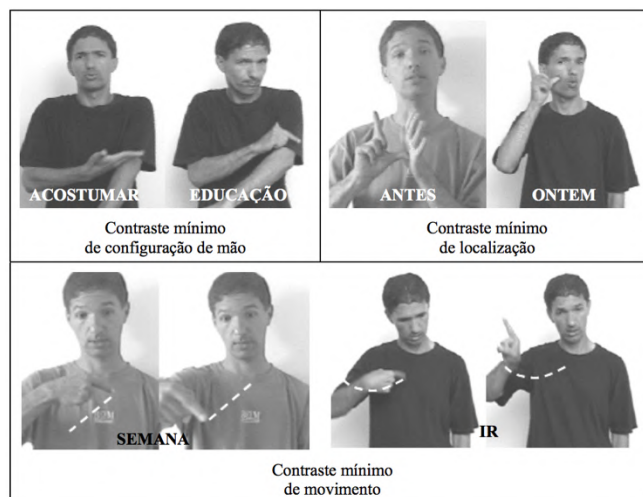 ACOSTUMAR EDUCAÇÃO
Contraste mínimo
de configuração de mão
ANTES ONTEM
Contraste mínimo
de localização
SEMANA IR
Contraste mínimo
de movimento